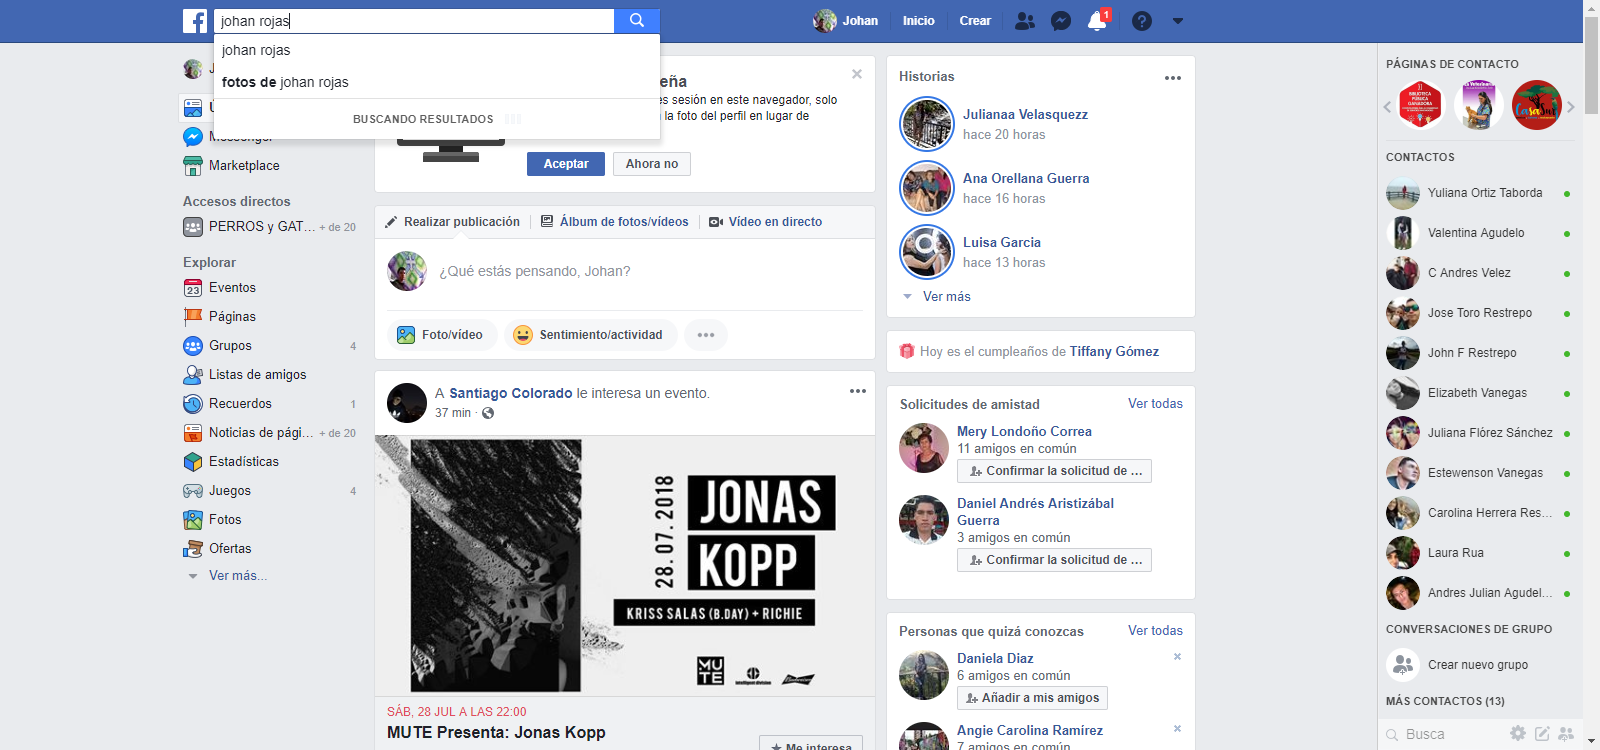 johan rojas
Johan
Inicio
Crear
1
johan rojas
fotos de johan rojas
BUSCANDO RESULTADOS
eña
es sesión en este navegador, solo
la foto del perfil en lugar de
Aceptar
Ahora no
Messenger
Marketplace
Accesos directos
PERROS y GAT... + de 20
Explorar
23
Eventos
Páginas
Grupos 4
Listas de amigos
Recuerdos 1
Noticias de pági... + de 20
Estadísticas
Juegos 4
Fotos
Ofertas
Ver más...
Realizar publicación
Álbum de fotos/vídeos
Vídeo en directo
¿Qué estás pensando, Johan?
Foto/vídeo
Sentimiento/actividad
A Santiago Colorado le interesa un evento.
37 min ·
28.07.2018
JONAS
KOPP
KRISS SALAS (B.DAY) + RICHIE
MUTE
intelligent division
Budweiser
SÁB, 28 JUL A LAS 22:00
MUTE Presenta: Jonas Kopp
Me interesa
Historias
Julianaa Velasquezz
hace 20 horas
Ana Orellana Guerra
hace 16 horas
Luisa Garcia
hace 13 horas
Ver más
Hoy es el cumpleaños de Tiffany Gómez
Solicitudes de amistad
Ver todas
Mery Londoño Correa
11 amigos en común
Confirmar la solicitud de ...
Daniel Andrés Aristizábal
Guerra
3 amigos en común
Confirmar la solicitud de ...
Personas que quizá conozcas
Ver todas
Daniela Diaz
6 amigos en común
Añadir a mis amigos
Angie Carolina Ramírez
7 amigos en común
PÁGINAS DE CONTACTO
BIBLIOTECA
PÚBLICA
GANADORA
CasaSur
CONTACTOS
Yuliana Ortiz Taborda
Valentina Agudelo
C Andres Velez
Jose Toro Restrepo
John F Restrepo
Elizabeth Vanegas
Juliana Flórez Sánchez
Estewenson Vanegas
Carolina Herrera Res...
Laura Rua
Andres Julian Agudel...
CONVERSACIONES DE GRUPO
Crear nuevo grupo
MÁS CONTACTOS (13)
Busca